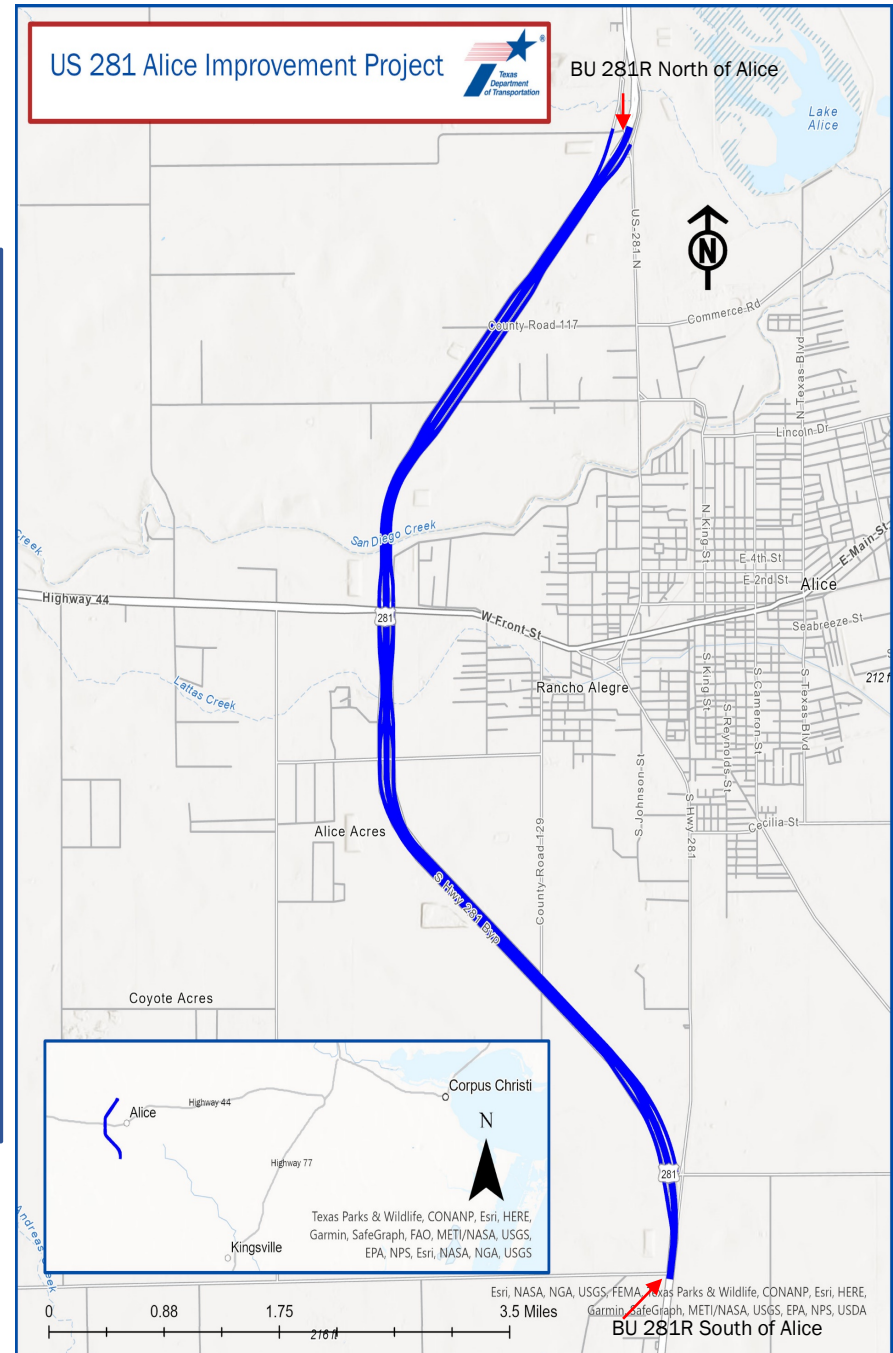 US 281 Alice Improvement Project
Texas
Department
of Transportation
®
BU 281R North of Alice
Lake
Alice
US-281 N
N
Commerce Rd
County Road 117
N Texas Blvd
Lincoln Dr
San Diego Creek
Creek
N King St
E 4th St
E Main St
E 2nd St
Alice
Highway 44
281
W Front St
Seabreeze St
Lattas Creek
Rancho Alegre
212 f
S King St
S Cameron St
S Texas Blvd
S Reynolds St
S Johnson St
S Hwy 281
Cecilia St
Alice Acres
County Road 129
S Hwy 281 Byp
Coyote Acres
Corpus Christi
Highway 44
Alice
N
Highway 77
281
Texas Parks & Wildlife, CONANP, Esri, HERE,
Garmin, SafeGraph, FAO, METI/NASA, USGS,
EPA, NPS, Esri, NASA, NGA, USGS
Kingsville
Andreas Creek
Esri, NASA, NGA, USGS, FEMA, Texas Parks & Wildlife, CONANP, Esri, HERE,
Garmin, SafeGraph, METI/NASA, USGS, EPA, NPS, USDA
0 0.88 1.75 3.5 Miles
216 ft
BU 281R South of Alice